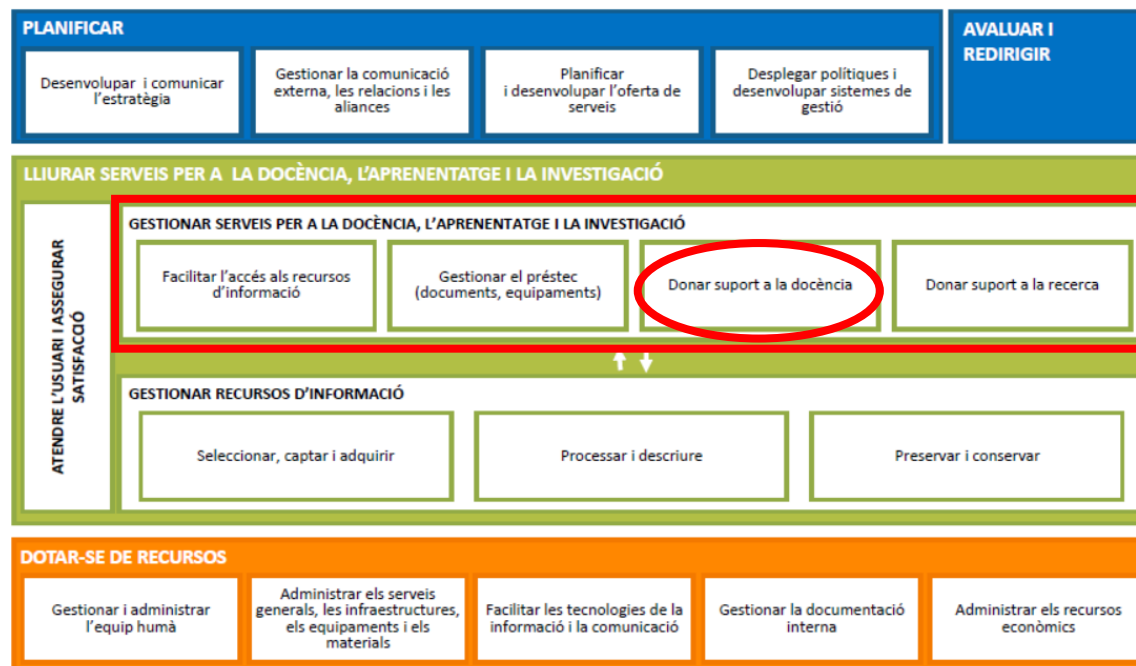 PLANIFICAR
Desenvolupar i comunicar
l'estratègia
Gestionar la comunicació
externa, les relacions i les
aliances
Planificar
i desenvolupar l'oferta de
serveis
Desplegar polítiques i
desenvolupar sistemes de
gestió
AVALUAR I
REDIRIGIR
LLIURAR SERVEIS PER A LA DOCÈNCIA, L'APRENENTATGE I LA INVESTIGACIÓ
ATENDRE L'USUARI I ASSEGURAR
SATISFACCIÓ
GESTIONAR SERVEIS PER A LA DOCÈNCIA, L'APRENENTATGE I LA INVESTIGACIÓ
Facilitar l'accés als recursos
d'informació
Gestionar el préstec
(documents, equipaments)
Donar suport a la docència
Donar suport a la recerca
GESTIONAR RECURSOS D'INFORMACIÓ
Seleccionar, captar i adquirir
Processar i descriure
Preservar i conservar
DOTAR-SE DE RECURSOS
Gestionar i administrar
l'equip humà
Administrar els serveis
generals, les infraestructures,
els equipaments i els
materials
Facilitar les tecnologies de la
informació i la comunicació
Gestionar la documentació
interna
Administrar els recursos
econòmics